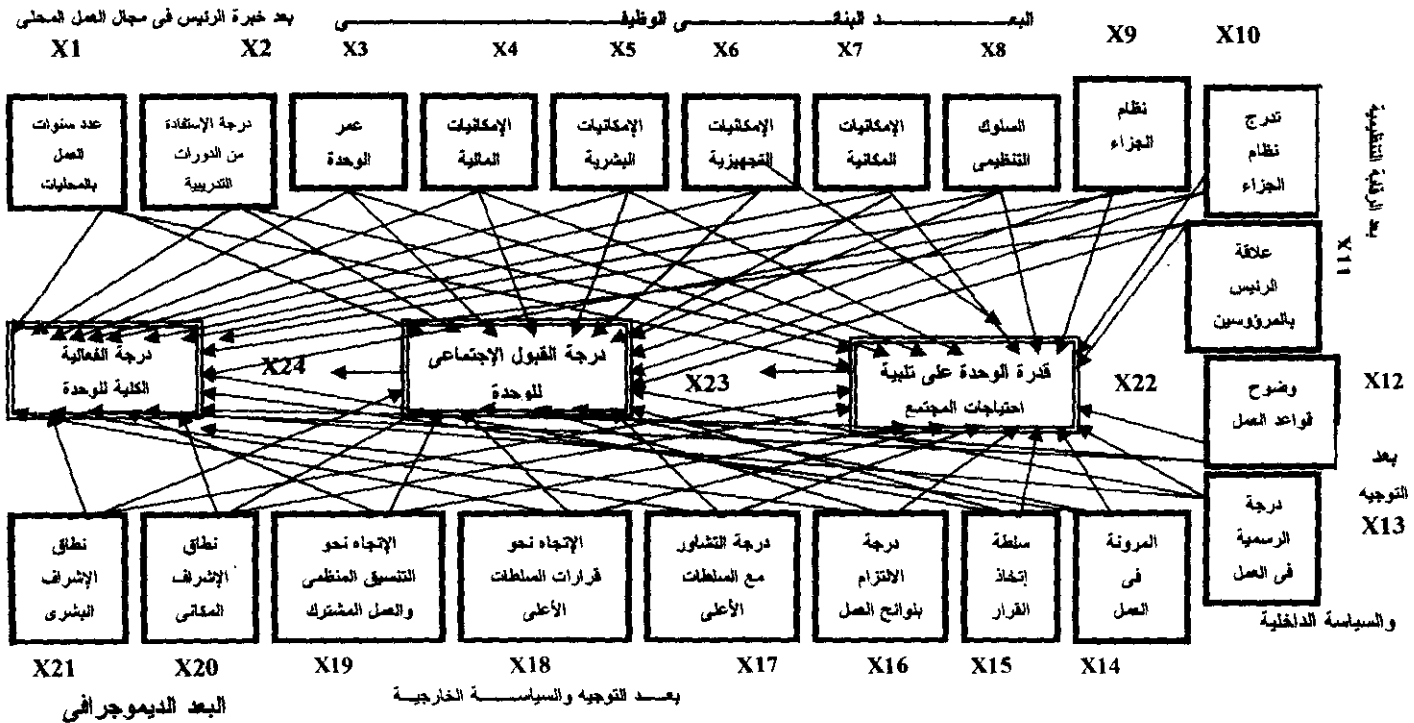 بعد خبرة الرئيس فى مجال العمل المحلى
البعــــــد البنائــــــى الوظيفــــــى
X1
X2
X3
X4
X5
X6
X7
X8
X9
X10
عدد سنوات
العمل
بالمحليات
درجة الإستفادة
من الدورات
التدريبية
عمر
الوحدة
الإمكانيات
المالية
الإمكانيات
البشرية
الإمكانيات
التجهيزية
الإمكانيات
المكانية
السلوك
التنظيمى
نظام
الجزاء
تدرج
نظام
الجزاء
بعد الرقابة التنظيمية
علاقة
الرئيس
بالمرؤوسين
X11
درجة الفعالية
الكلية للوحدة
X24
درجة القبول الإجتماعى
للوحدة
X23
قدرة الوحدة على تلبية
احتياجات المجتمع
X22
وضوح
قواعد العمل
X12
بعد
التوجيه
درجة
الرسمية
فى العمل
X13
والسياسة الداخلية
نطاق
الإشراف
البشرى
نطاق
الإشراف
المكانى
الإتجاه نحو
التنسيق المنظمى
والعمل المشترك
الإتجاه نحو
قرارات السلطات
الأعلى
درجة التشاور
مع السلطات
الأعلى
درجة
الالتزام
بلوائح العمل
سلطة
إتخاذ
القرار
المرونة
فى
العمل
X21
X20
X19
X18
X17
X16
X15
X14
البعد الديموجرافى
بعــــد التوجيه والسياســــــة الخارجيــة